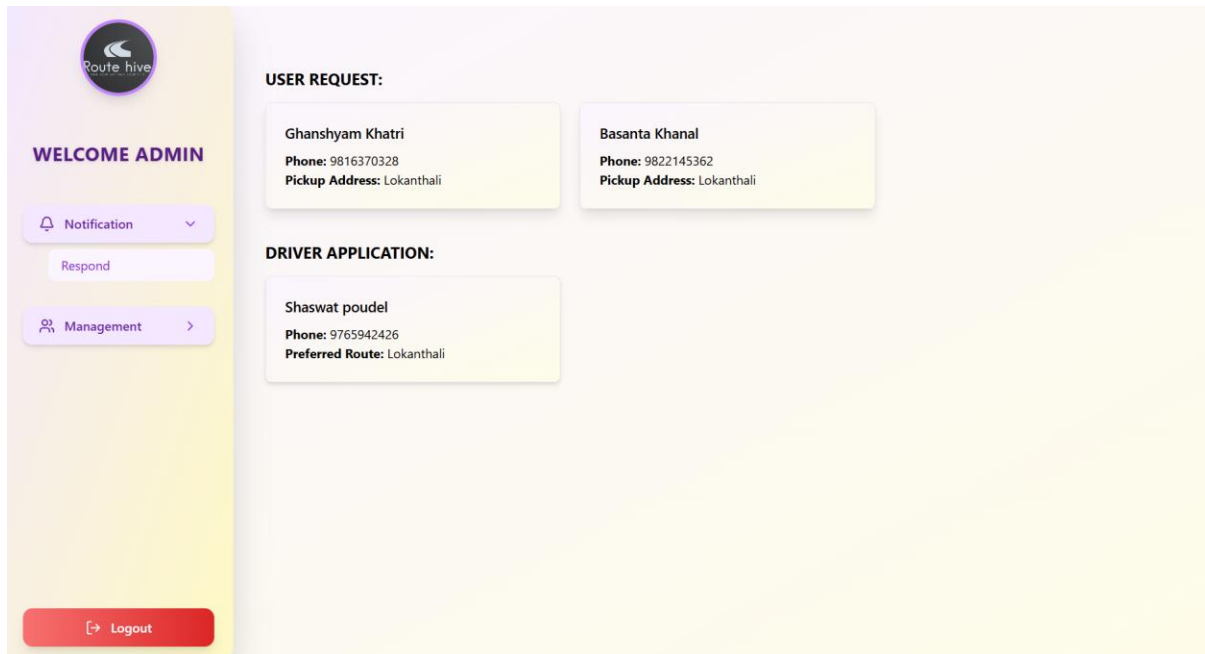 Route hive
WELCOME ADMIN
Notification
Respond
Management
Logout
USER REQUEST:
Ghanshyam Khatri
Phone: 9816370328
Pickup Address: Lokanthali
Basanta Khanal
Phone: 9822145362
Pickup Address: Lokanthali
DRIVER APPLICATION:
Shaswat poudel
Phone: 9765942426
Preferred Route: Lokanthali